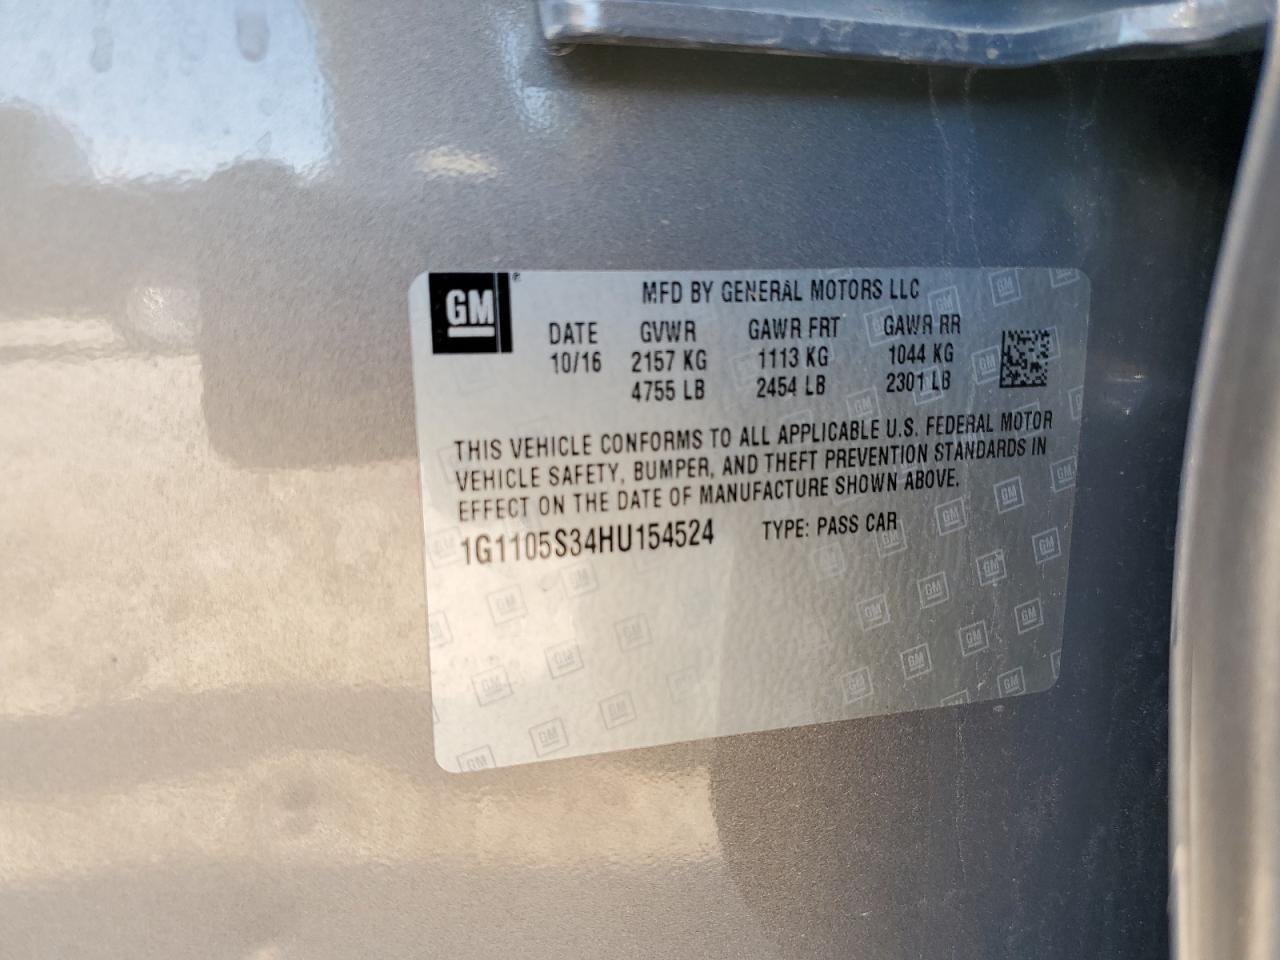 GM
MFD BY GENERAL MOTORS LLC
DATE GVWR GAWR FRT GAWR RR
10/16 2157 KG 1113 KG 1044 KG
4755 LB 2454 LB 2301 LB
THIS VEHICLE CONFORMS TO ALL APPLICABLE U.S. FEDERAL MOTOR
VEHICLE SAFETY, BUMPER, AND THEFT PREVENTION STANDARDS IN
EFFECT ON THE DATE OF MANUFACTURE SHOWN ABOVE.
1G1105S34HU154524 TYPE: PASS CAR